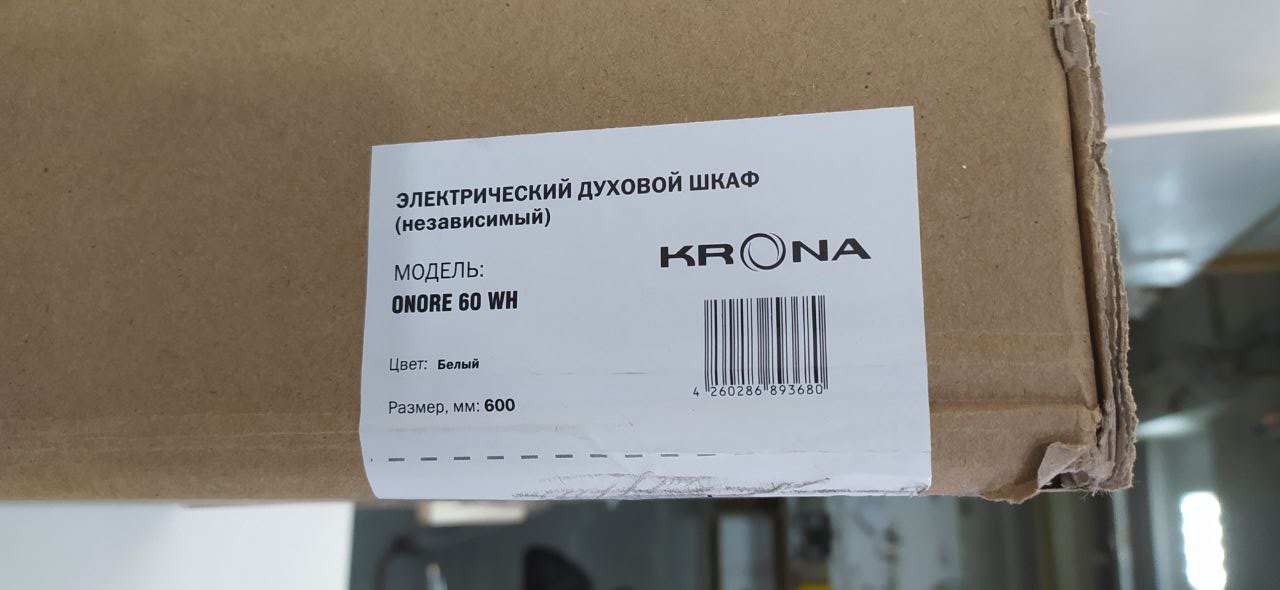 ЭЛЕКТРИЧЕСКИЙ ДУХОВОЙ ШКАФ
(независимый)
KRONA
МОДЕЛЬ:
ONORE 60 WH
Цвет: Белый
4 260286 893680
Размер, мм: 600